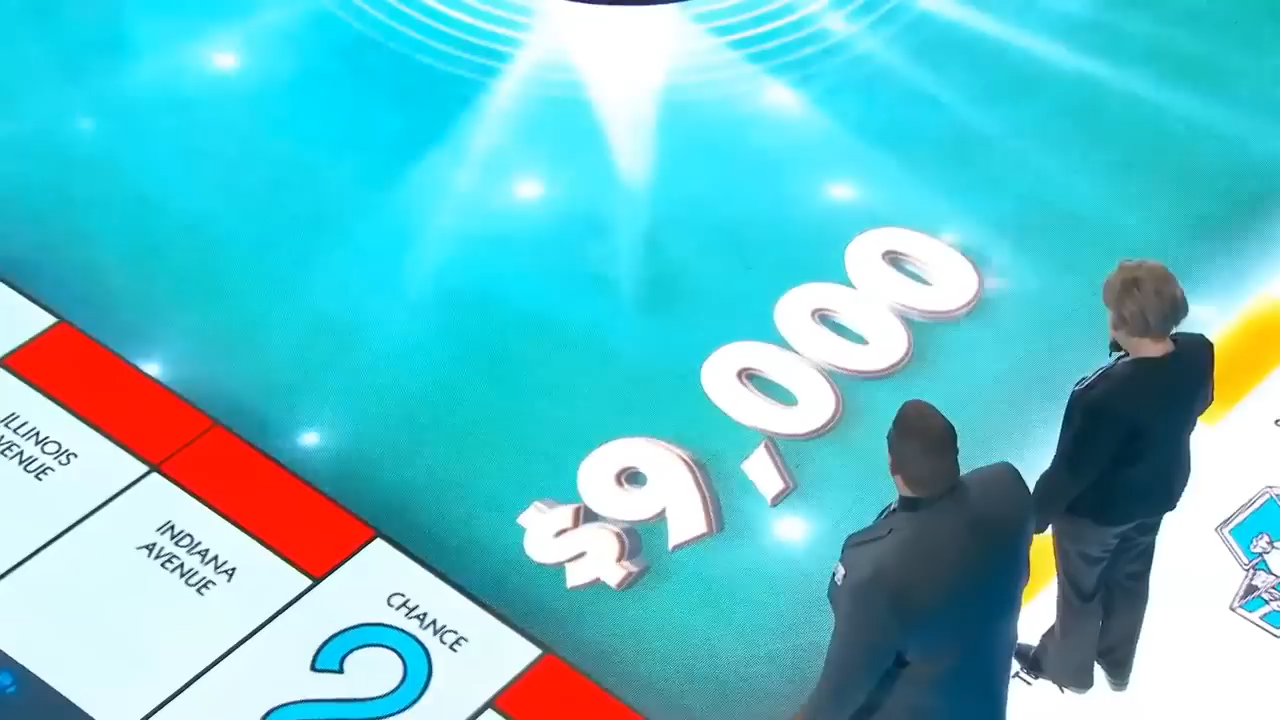 $9,000
ILLINOIS
AVENUE
INDIANA
AVENUE
CHANCE